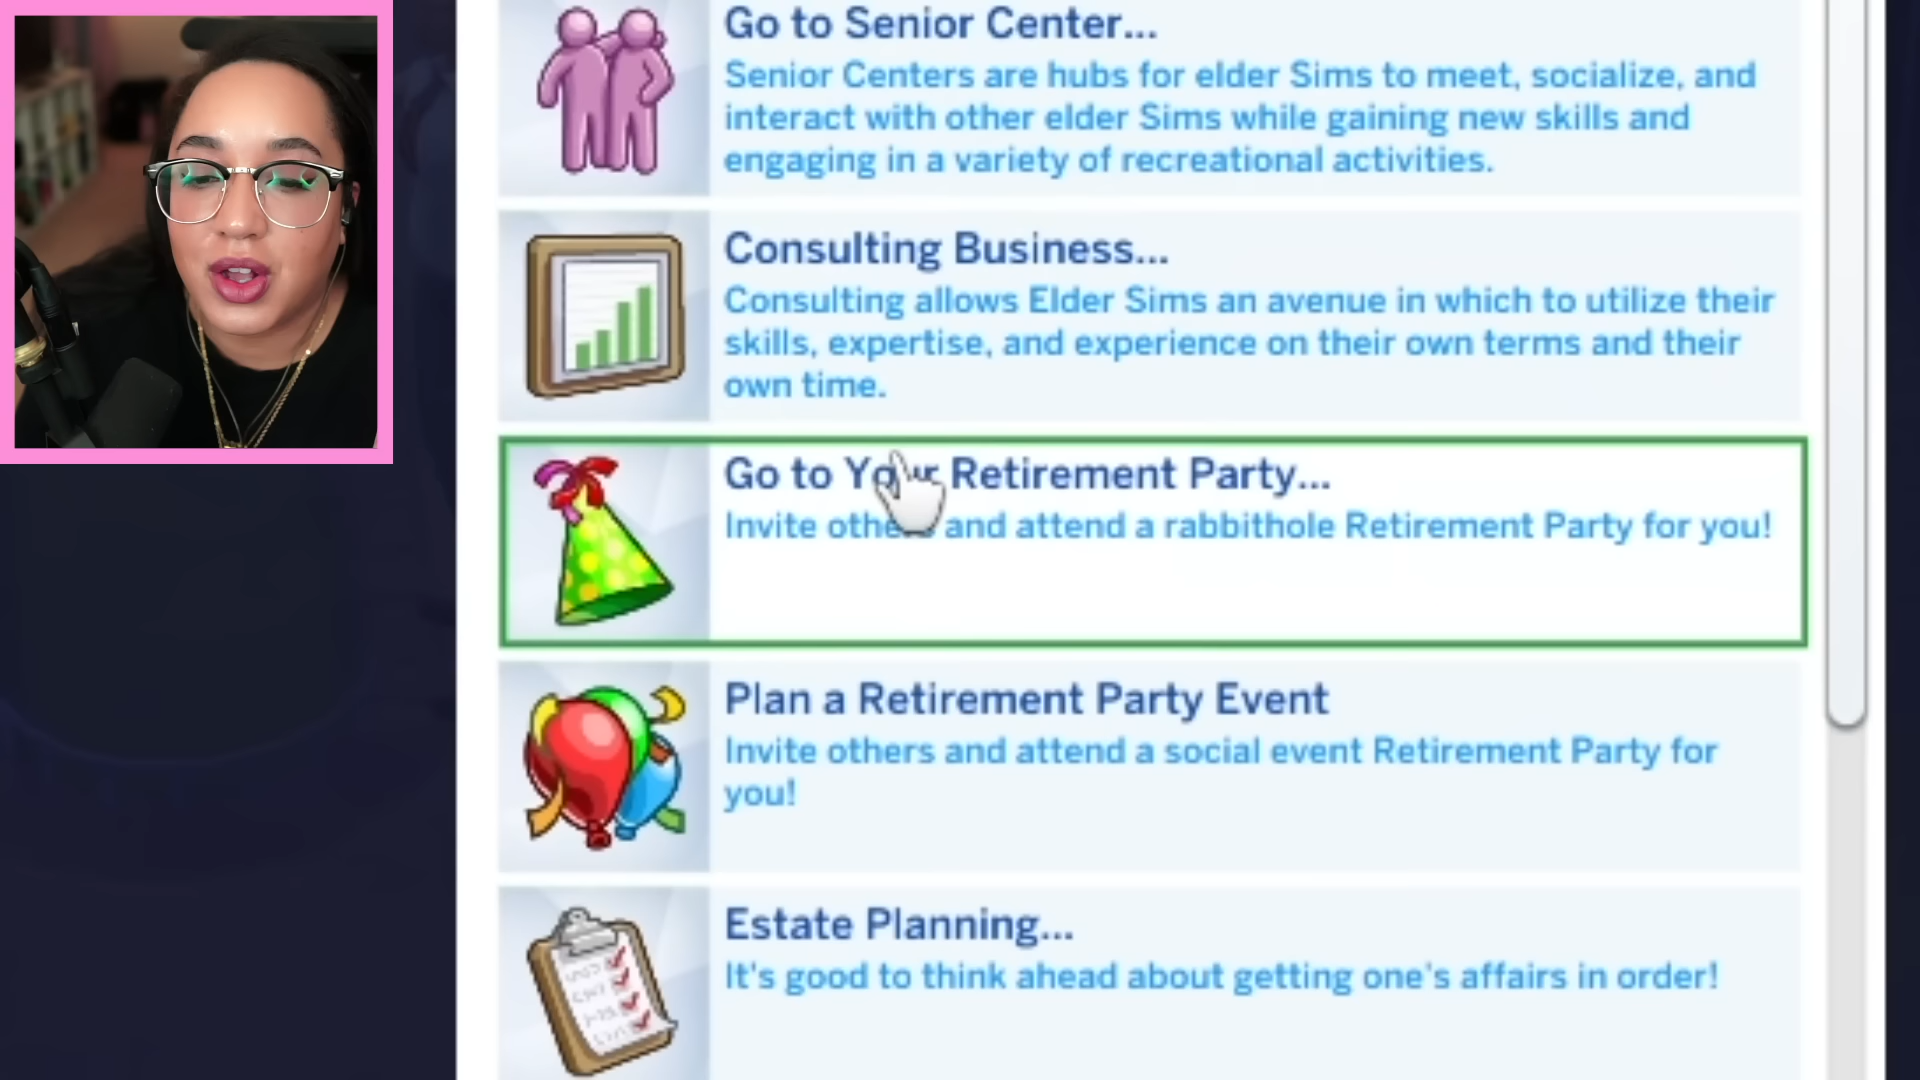 Go to Senior Center...
Senior Centers are hubs for elder Sims to meet, socialize, and
interact with other elder Sims while gaining new skills and
engaging in a variety of recreational activities.
Consulting Business...
Consulting allows Elder Sims an avenue in which to utilize their
skills, expertise, and experience on their own terms and their
own time.
Go to Your Retirement Party...
Invite others and attend a rabbithole Retirement Party for you!
Plan a Retirement Party Event
Invite others and attend a social event Retirement Party for
you!
Estate Planning...
It's good to think ahead about getting one's affairs in order!